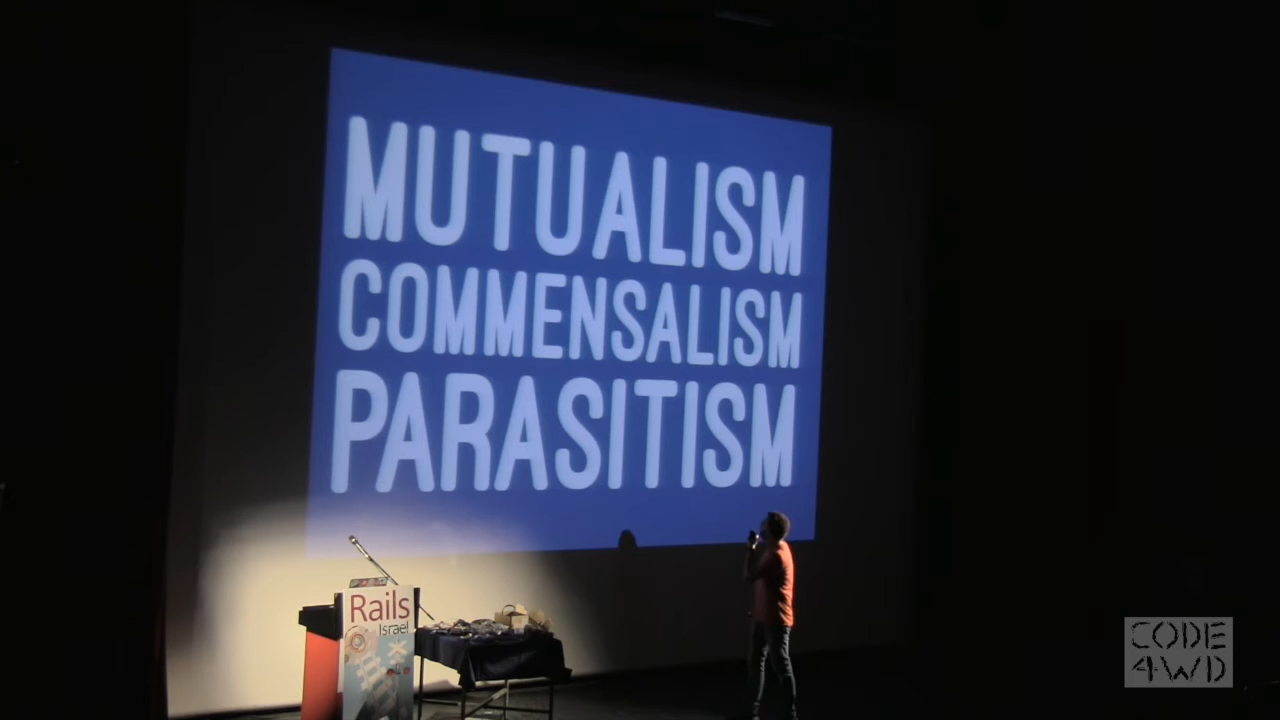 MUTUALISM
COMMENSALISM
PARASITISM
Rails
Israel
CODE
4WD